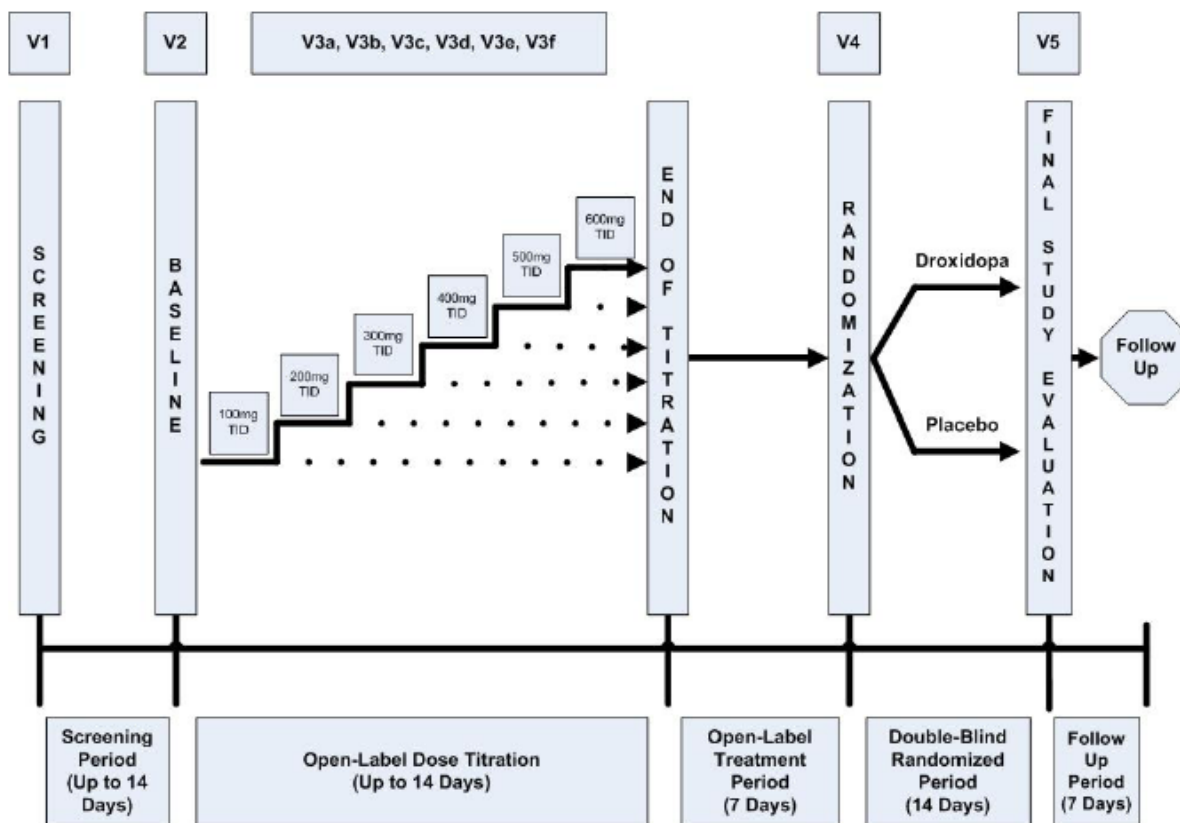 V1
V2
V3a, V3b, V3c, V3d, V3e, V3f
V4
V5
SCREENING
BASELINE
100mg
TID
200mg
TID
300mg
TID
400mg
TID
500mg
TID
600mg
TID
END OF TITRATION
RANDOMIZATION
Droxidopa
Placebo
FINAL STUDY EVALUATION
Follow
Up
Screening
Period
(Up to 14
Days)
Open-Label Dose Titration
(Up to 14 Days)
Open-Label
Treatment
Period
(7 Days)
Double-Blind
Randomized
Period
(14 Days)
Follow
Up
Period
(7 Days)